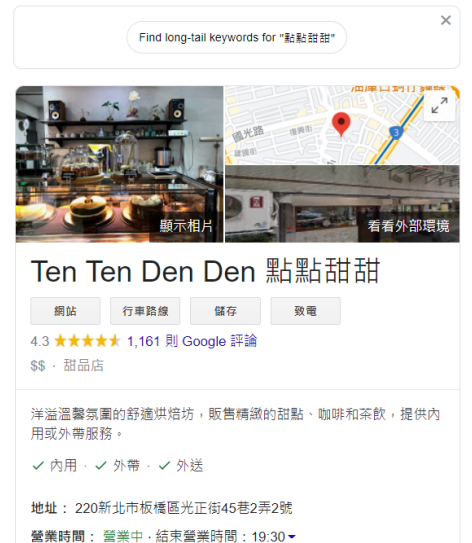 Find long-tail keywords for "點點甜甜"
國光路
復興街
建國街
3
顯示相片
看看外部環境
Ten Ten Den Den 點點甜甜
網站
行車路線
儲存
致電
4.3 1,161 則 Google 評論
$$ · 甜品店
洋溢溫馨氛圍的舒適烘焙坊，販售精緻的甜點、咖啡和茶飲，提供內
用或外帶服務。
內用 · 外帶 · 外送
地址： 220新北市板橋區光正街45巷2弄2號
營業時間： 營業中 · 結束營業時間：19:30